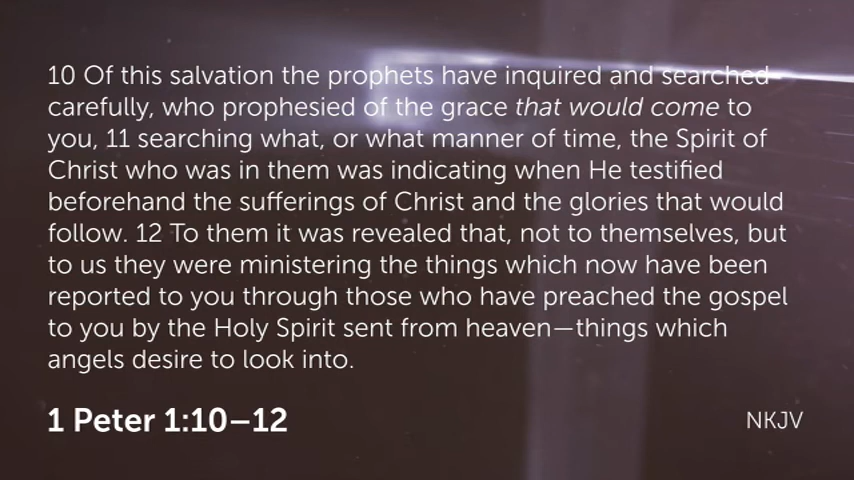 10 Of this salvation the prophets have inquired and searched
carefully, who prophesied of the grace that would come to
you, 11 searching what, or what manner of time, the Spirit of
Christ who was in them was indicating when He testified
beforehand the sufferings of Christ and the glories that would
follow. 12 To them it was revealed that, not to themselves, but
to us they were ministering the things which now have been
reported to you through those who have preached the gospel
to you by the Holy Spirit sent from heaven—things which
angels desire to look into.
1 Peter 1:10–12
NKJV